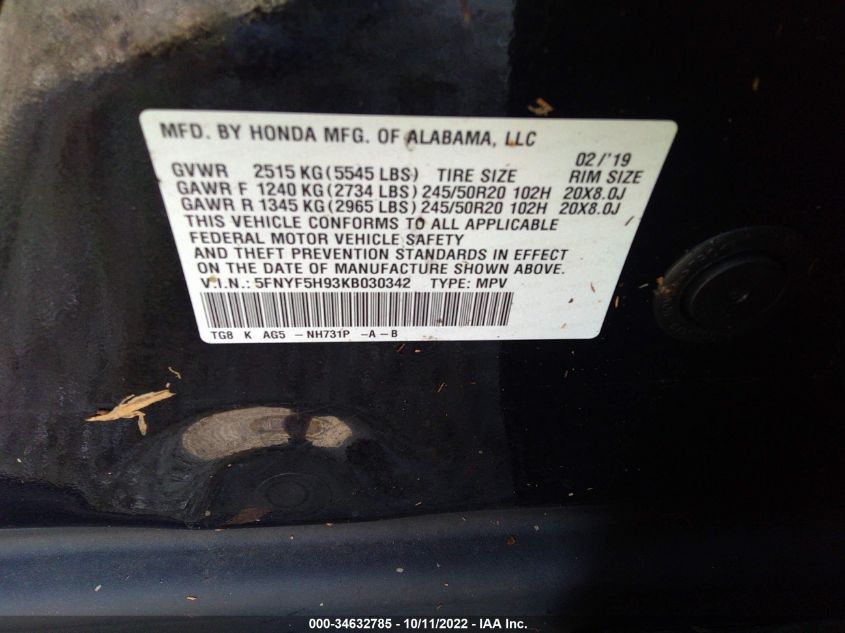 MFD. BY HONDA MFG. OF ALABAMA, LLC
02/'19
GVWR 2515 KG (5545 LBS) TIRE SIZE RIM SIZE
GAWR F 1240 KG (2734 LBS) 245/50R20 102H 20X8.0J
GAWR R 1345 KG (2965 LBS) 245/50R20 102H 20X8.0J
THIS VEHICLE CONFORMS TO ALL APPLICABLE
FEDERAL MOTOR VEHICLE SAFETY
AND THEFT PREVENTION STANDARDS IN EFFECT
ON THE DATE OF MANUFACTURE SHOWN ABOVE.
V.I.N.: 5FNYF5H93KB030342 TYPE: MPV
TG8 K AG5 -NH731P -A-B
000-34632785 - 10/11/2022 - IAA Inc.